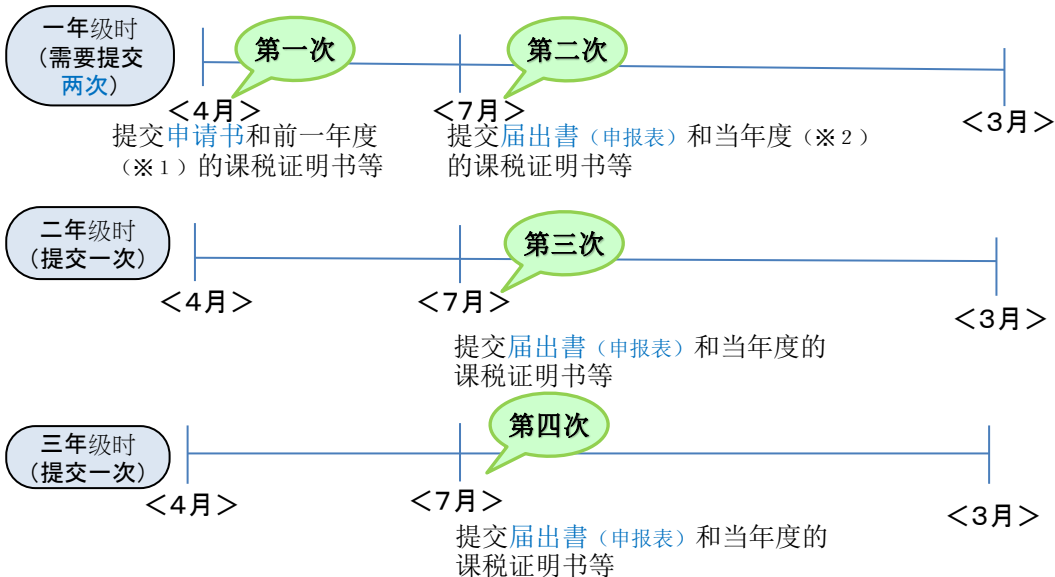 一年级时
（需要提交
两次）
第一次
第二次
＜4月＞
＜7月＞
＜3月＞
提交申请书和前一年度
（※１）的课税证明书等
提交届出書（申报表）和当年度（※２）
的课税证明书等
二年级时
（提交一次）
第三次
＜4月＞
＜7月＞
＜3月＞
提交届出書（申报表）和当年度的
课税证明书等
三年级时
（提交一次）
第四次
＜4月＞
＜7月＞
＜3月＞
提交届出書（申报表）和当年度的
课税证明书等